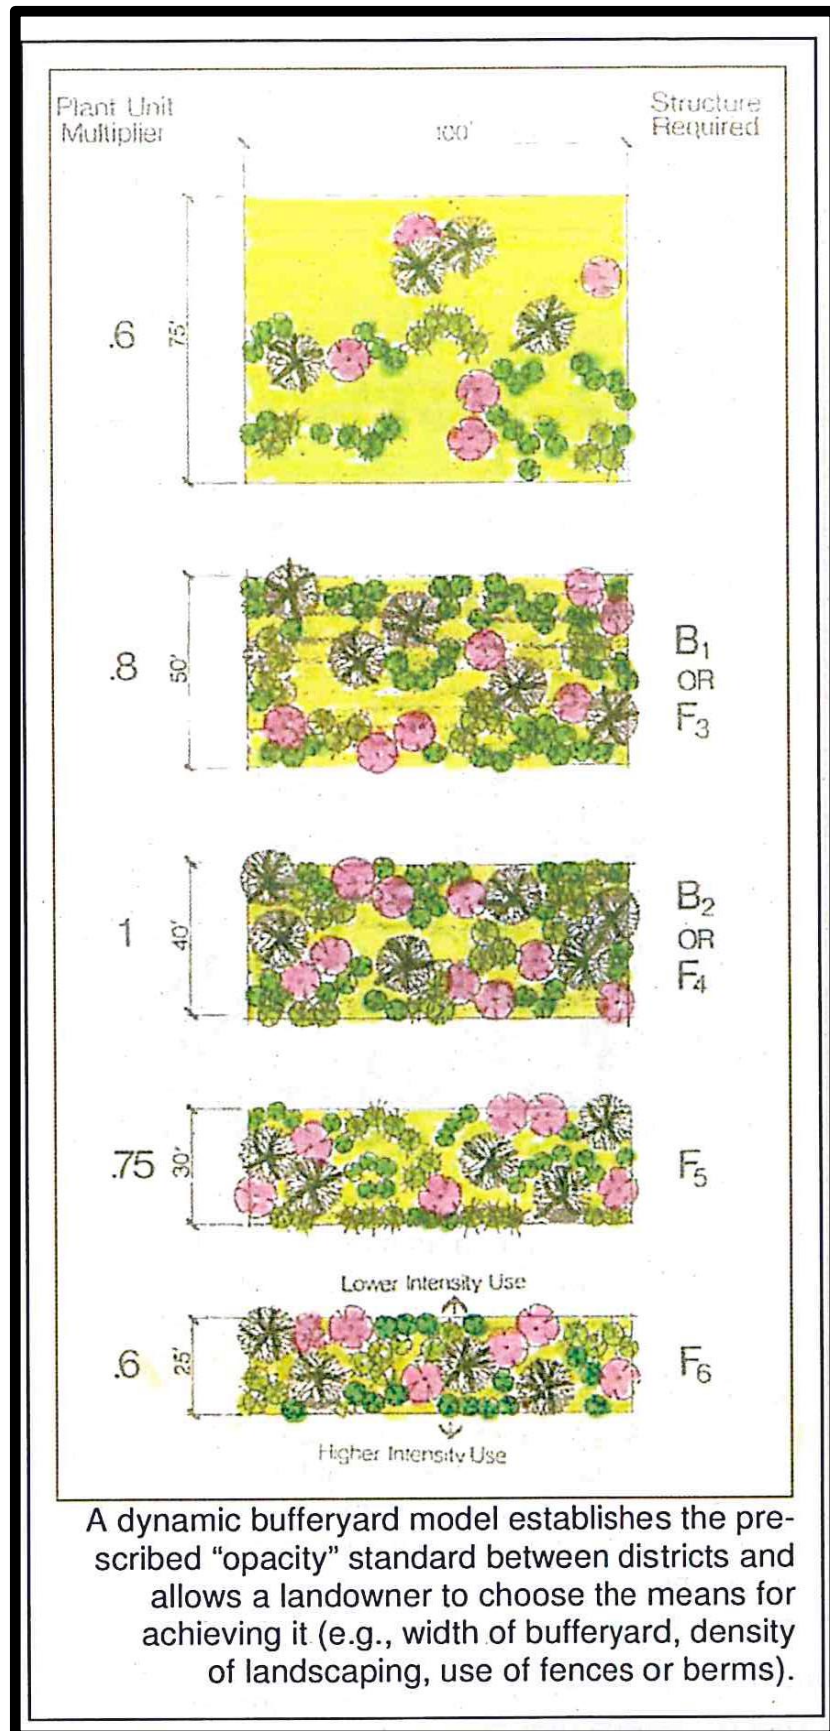 Plant Unit
Multiplier
100'
Structure
Required
.6
75'
.8
50'
B1
OR
F3
1
40'
B2
OR
F4
.75
30'
F5
Lower Intensity Use
.6
25'
F6
Higher Intensity Use
A dynamic bufferyard model establishes the pre-
scribed “opacity” standard between districts and
allows a landowner to choose the means for
achieving it (e.g., width of bufferyard, density
of landscaping, use of fences or berms).